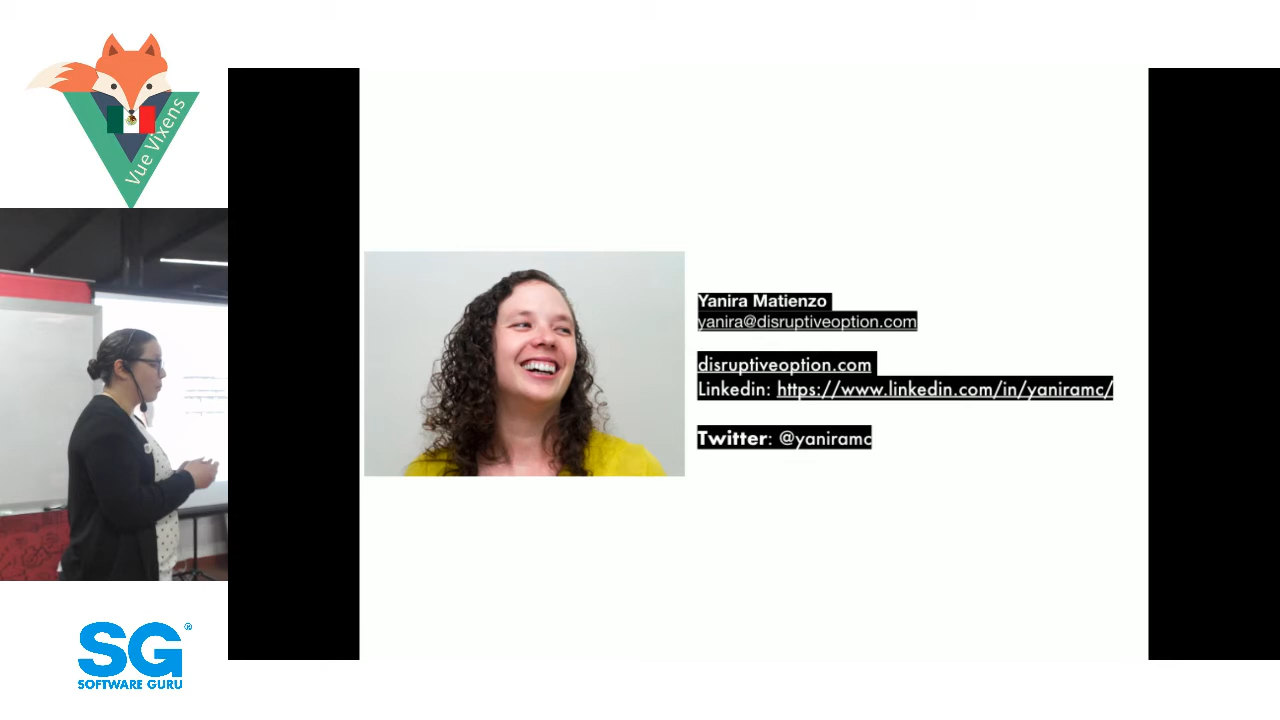 Vue Vixens
Yanira Matienzo
yanira@disruptiveoption.com
disruptiveoption.com
Linkedin: https://www.linkedin.com/in/yaniramc/
Twitter: @yaniramc
SG®
SOFTWARE GURU